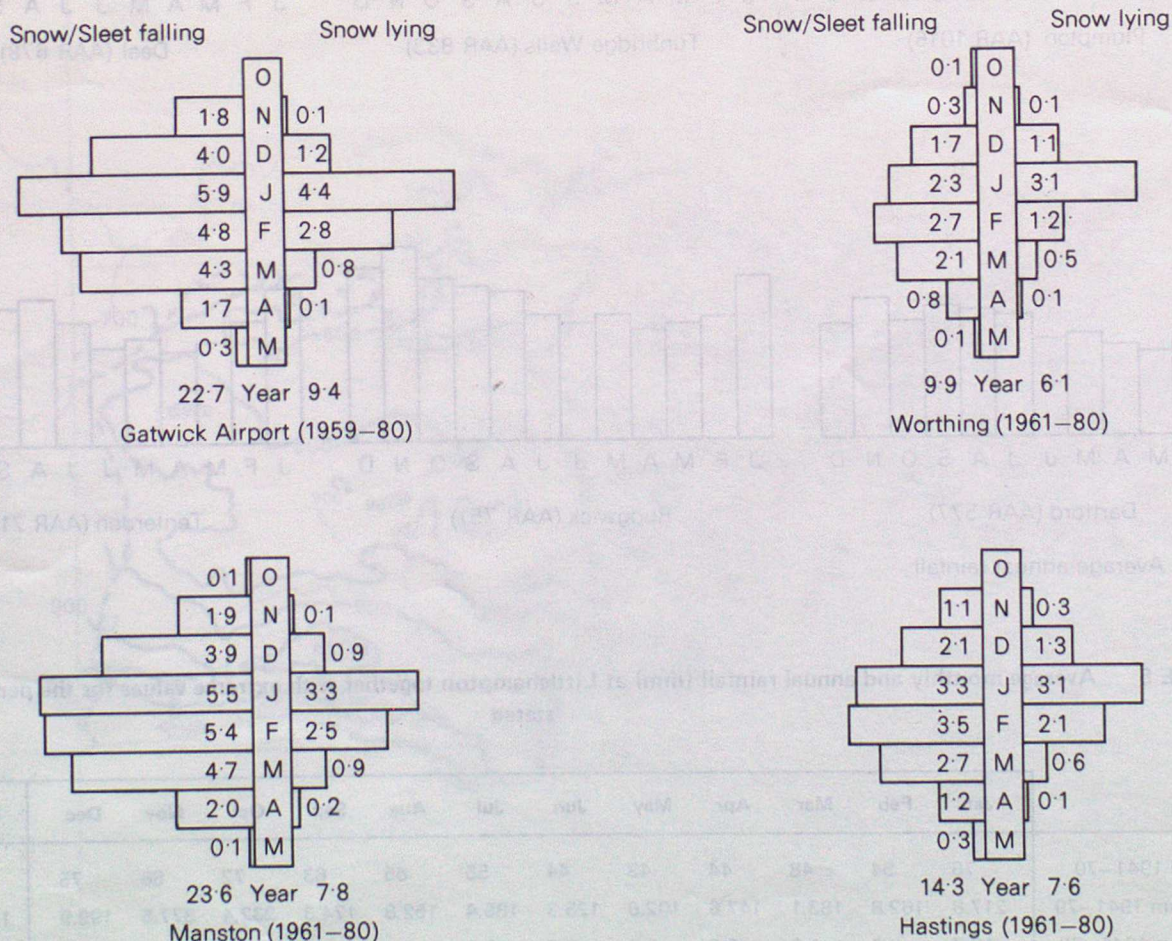 Snow/Sleet falling Snow lying
O
1·8 N 0·1
4·0 D 1·2
5·9 J 4·4
4·8 F 2·8
4·3 M 0·8
1·7 A 0·1
0·3 M
22·7 Year 9·4
Gatwick Airport (1959–80)
Snow/Sleet falling Snow lying
0·1 O
0·3 N 0·1
1·7 D 1·1
2·3 J 3·1
2·7 F 1·2
2·1 M 0·5
0·8 A 0·1
0·1 M
9·9 Year 6·1
Worthing (1961–80)
0·1 O
1·9 N 0·1
3·9 D 0·9
5·5 J 3·3
5·4 F 2·5
4·7 M 0·9
2·0 A 0·2
0·1 M
23·6 Year 7·8
Manston (1961–80)
O
1·1 N 0·3
2·1 D 1·3
3·3 J 3·1
3·5 F 2·1
2·7 M 0·6
1·2 A 0·1
0·3 M
14·3 Year 7·6
Hastings (1961–80)